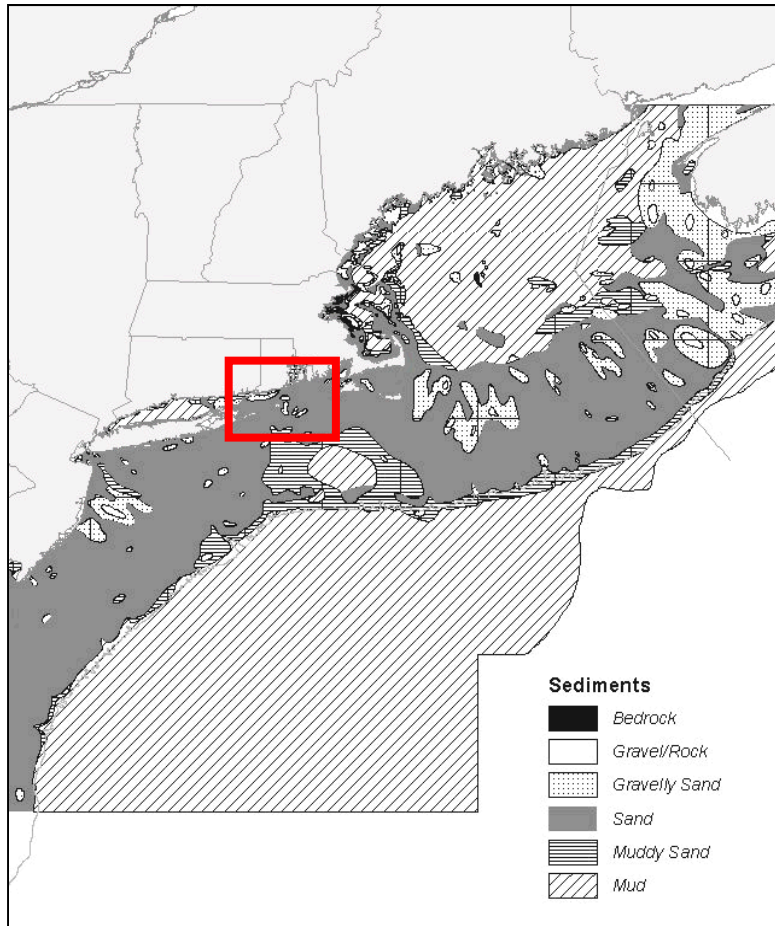 Sediments
Bedrock
Gravel/Rock
Gravelly Sand
Sand
Muddy Sand
Mud